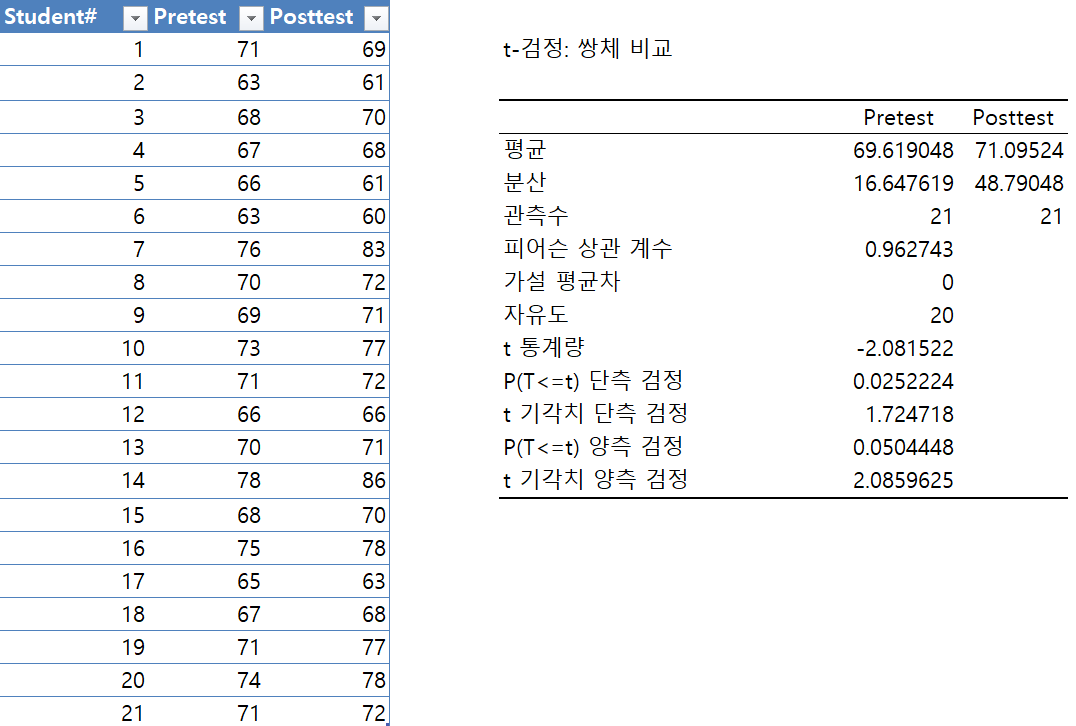 Student# Pretest Posttest
1 71 69
2 63 61
3 68 70
4 67 68
5 66 61
6 63 60
7 76 83
8 70 72
9 69 71
10 73 77
11 71 72
12 66 66
13 70 71
14 78 86
15 68 70
16 75 78
17 65 63
18 67 68
19 71 77
20 74 78
21 71 72
t-검정: 쌍체 비교
Pretest Posttest
평균 69.619048 71.09524
분산 16.647619 48.79048
관측수 21 21
피어슨 상관 계수 0.962743
가설 평균차 0
자유도 20
t 통계량 -2.081522
P(T<=t) 단측 검정 0.0252224
t 기각치 단측 검정 1.724718
P(T<=t) 양측 검정 0.0504448
t 기각치 양측 검정 2.0859625